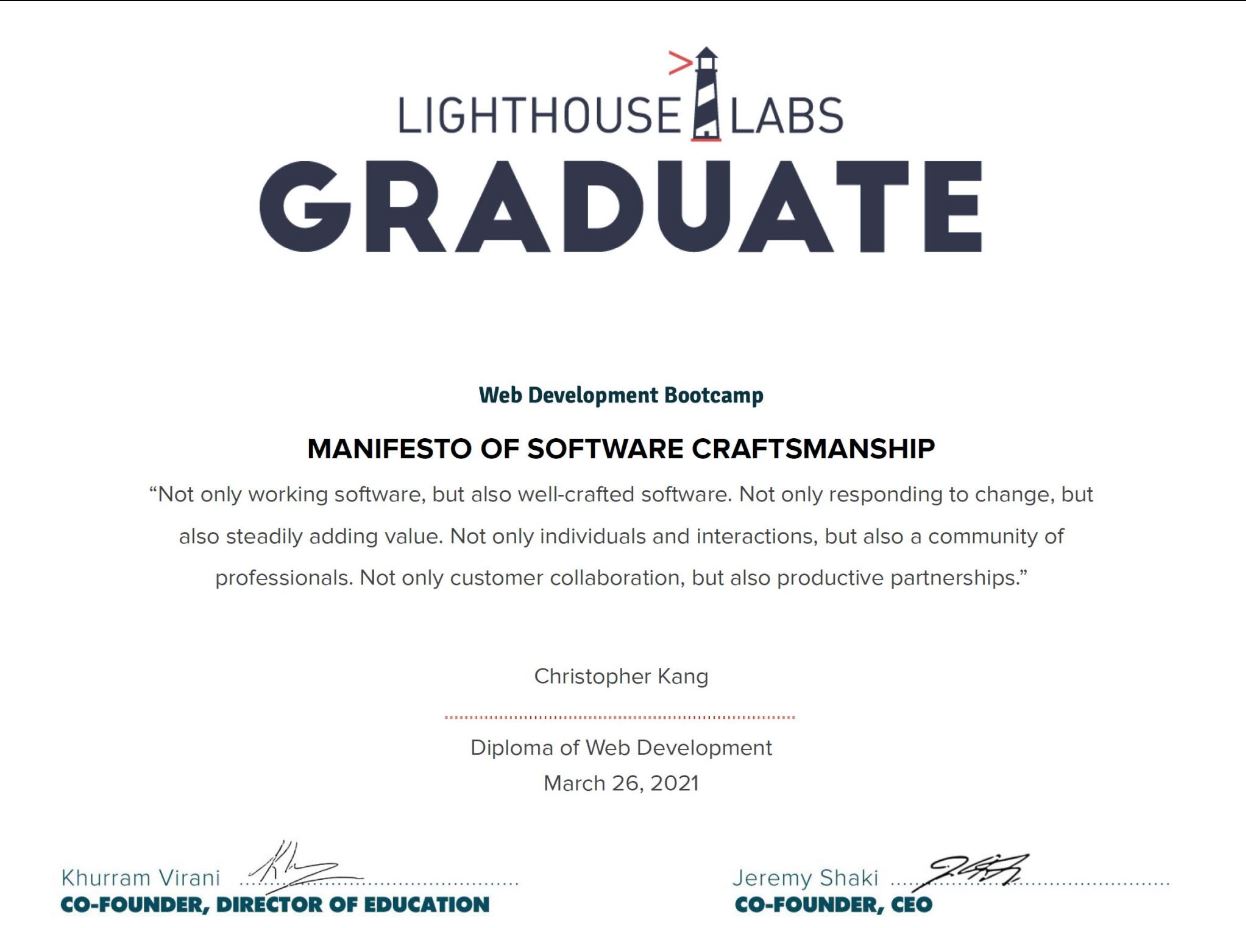 LIGHTHOUSE LABS
GRADUATE
Web Development Bootcamp
MANIFESTO OF SOFTWARE CRAFTSMANSHIP
“Not only working software, but also well-crafted software. Not only responding to change, but
also steadily adding value. Not only individuals and interactions, but also a community of
professionals. Not only customer collaboration, but also productive partnerships.”
Christopher Kang
Diploma of Web Development
March 26, 2021
Khurram Virani
CO-FOUNDER, DIRECTOR OF EDUCATION
Jeremy Shaki
CO-FOUNDER, CEO